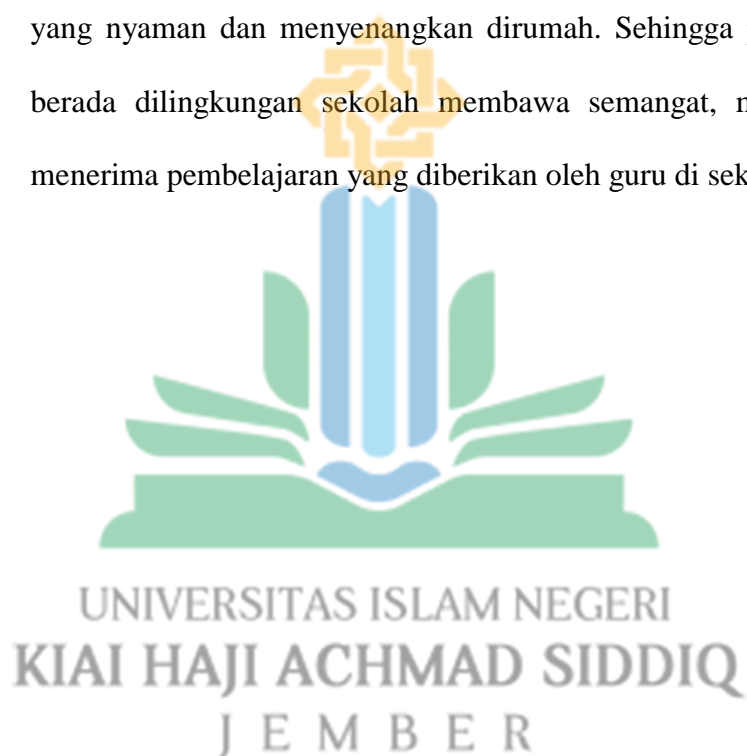 yang nyaman dan menyenangkan dirumah. Sehingga
berada dilingkungan sekolah membawa semangat,
menerima pembelajaran yang diberikan oleh guru di
UNIVERSITAS ISLAM NEGERI
KIAI HAJI ACHMAD SIDDIQ
JEMBER